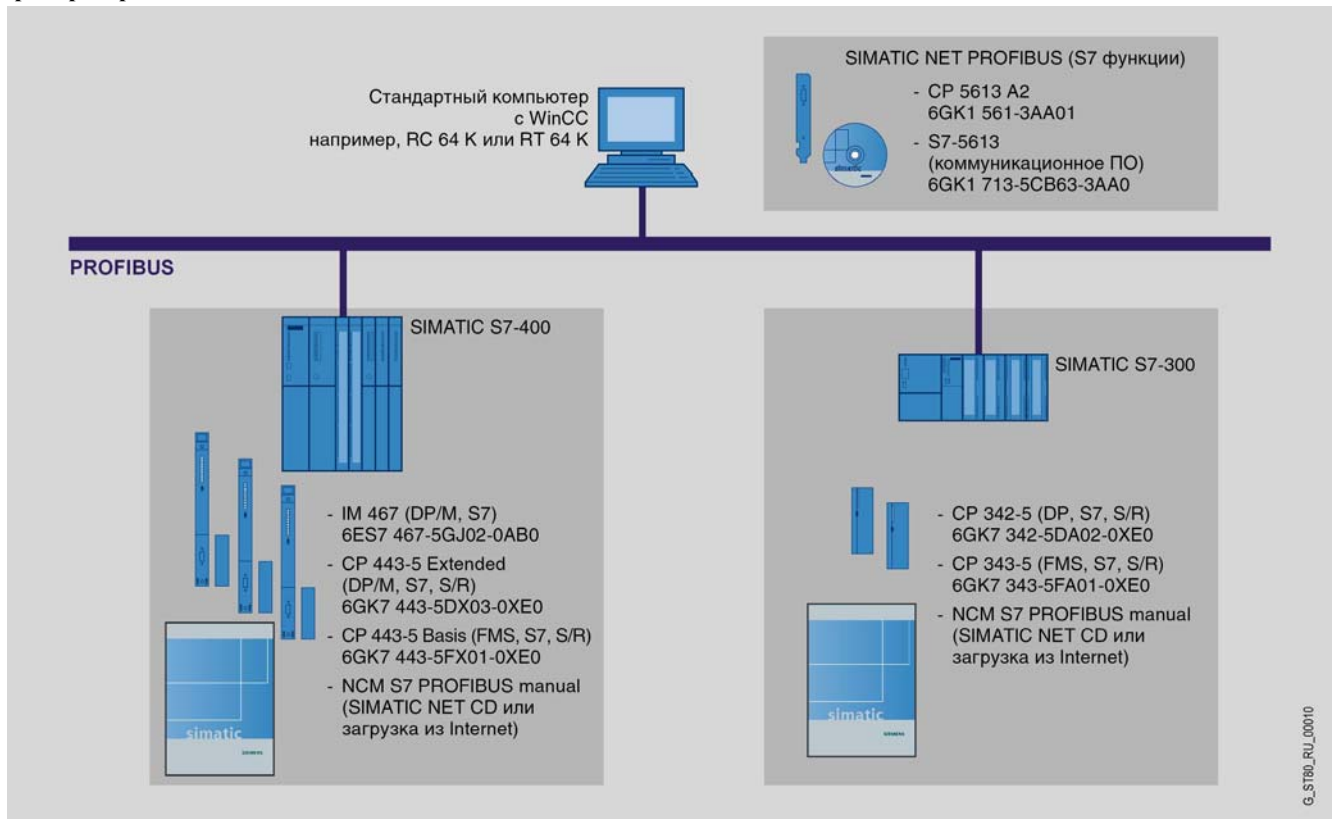 Стандартный компьютер
с WinCC
например, RC 64 K или RT 64 K
SIMATIC NET PROFIBUS (S7 функции)
- CP 5613 A2
6GK1 561-3AA01
- S7-5613
(коммуникационное ПО)
6GK1 713-5CB63-3AA0
simatic
PROFIBUS
SIMATIC S7-400
- IM 467 (DP/M, S7)
6ES7 467-5GJ02-0AB0
- CP 443-5 Extended
(DP/M, S7, S/R)
6GK7 443-5DX03-0XE0
- CP 443-5 Basis (FMS, S7, S/R)
6GK7 443-5FX01-0XE0
- NCM S7 PROFIBUS manual
(SIMATIC NET CD или
загрузка из Internet)
simatic
SIEMENS
SIMATIC S7-300
- CP 342-5 (DP, S7, S/R)
6GK7 342-5DA02-0XE0
- CP 343-5 (FMS, S7, S/R)
6GK7 343-5FA01-0XE0
- NCM S7 PROFIBUS manual
(SIMATIC NET CD или
загрузка из Internet)
simatic
SIEMENS
G_ST80_RU_00010